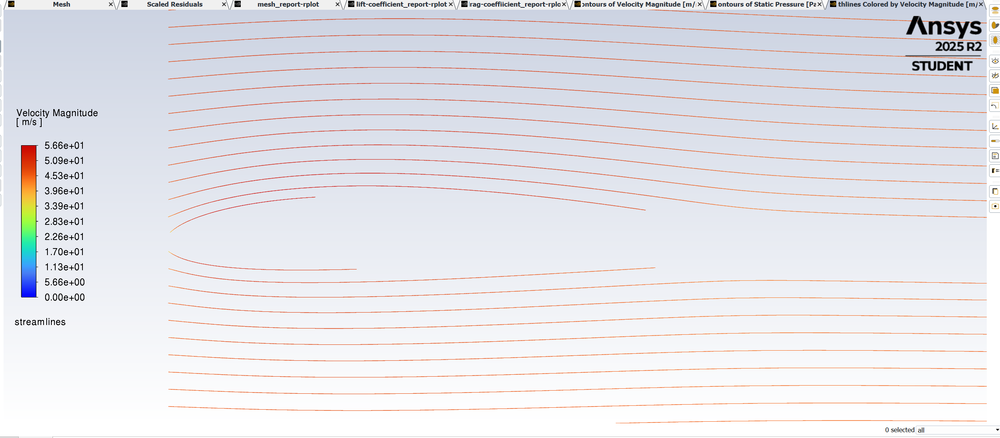 Mesh
Scaled Residuals
mesh_report-rplot
lift-coefficient_report-rplot
rag-coeffiicient_report-rplo
ontours of Velocity Magnitude [m/
ontours of Static Pressure [Pa
thlines Colored by Velocity Magnitude [m/
Ansys
2025 R2
STUDENT
Velocity Magnitude
[ m/s ]
5.66e+01
5.09e+01
4.53e+01
3.96e+01
3.39e+01
2.83e+01
2.26e+01
1.70e+01
1.13e+01
5.66e+00
0.00e+00
streamlines
0 selected all